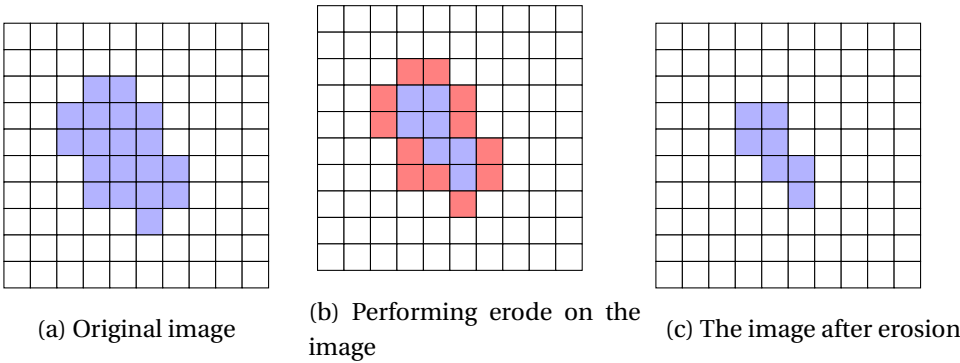 (a) Original image
(b) Performing erode on the
image
(c) The image after erosion